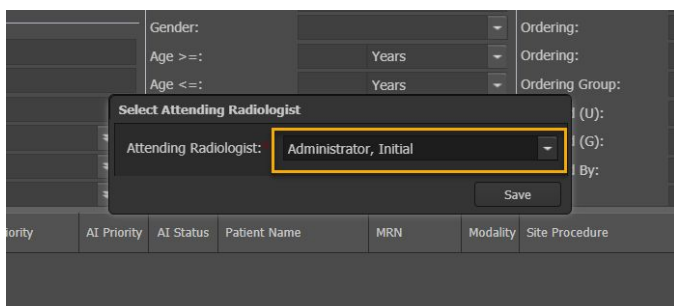 Gender:
Ordering:
Age >=:
Years
Ordering:
Age <=:
Years
Ordering Group:
Select Attending Radiologist
(U):
Attending Radiologist:
Administrator, Initial
(G):
By:
Save
iority
AI Priority
AI Status
Patient Name
MRN
Modality
Site Procedure